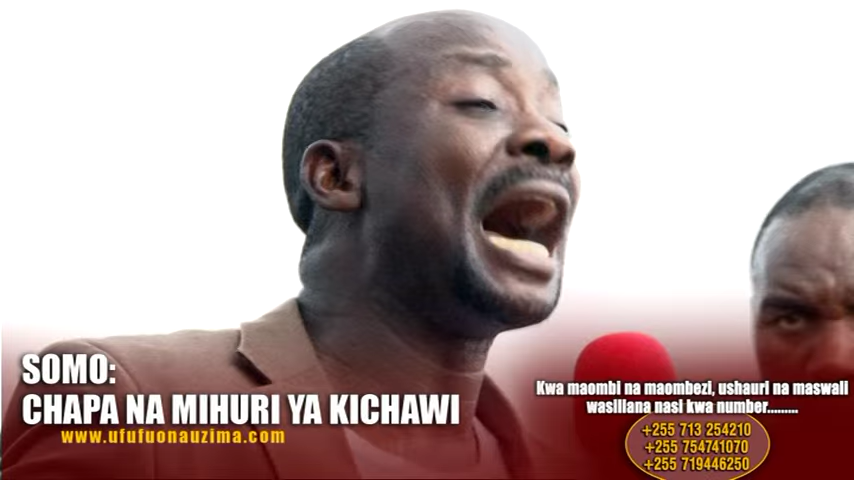 SOMO:
CHAPA NA MIHURI YA KICHAWI
www.ufufuonauzima.com
Kwa maombi na maombezi, ushauri na maswali
wasiliana nasi kwa number.........
+255 713 254210
+255 754741070
+255 719446250